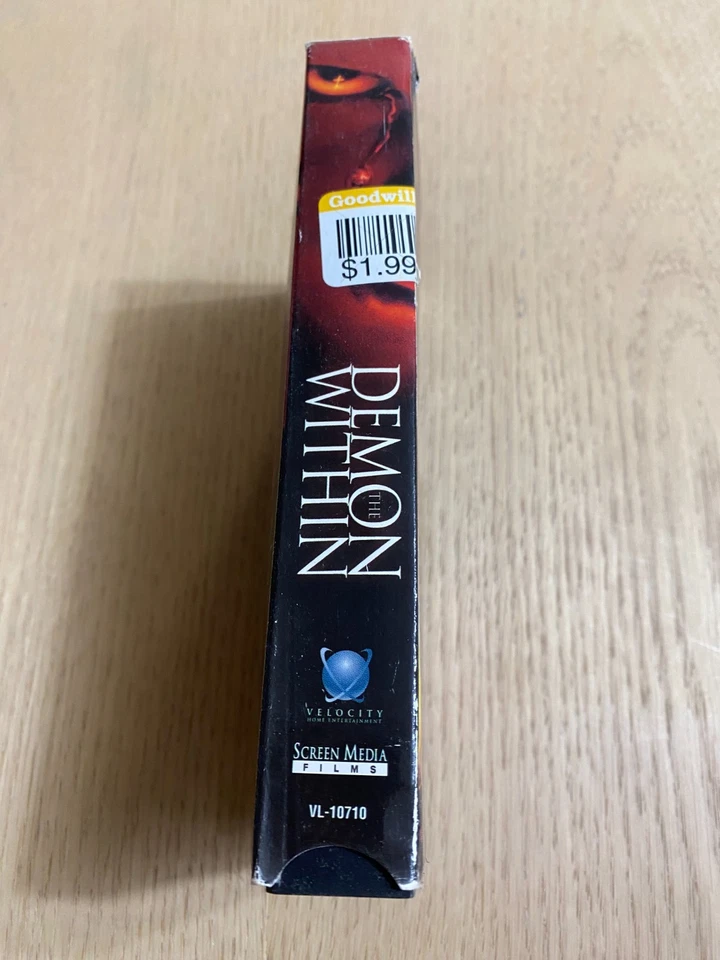 Goodwill
$1.99
DEMON
THE
WITHIN
VELOCITY
HOME ENTERTAINMENT
SCREEN MEDIA
FILMS
VL-10710